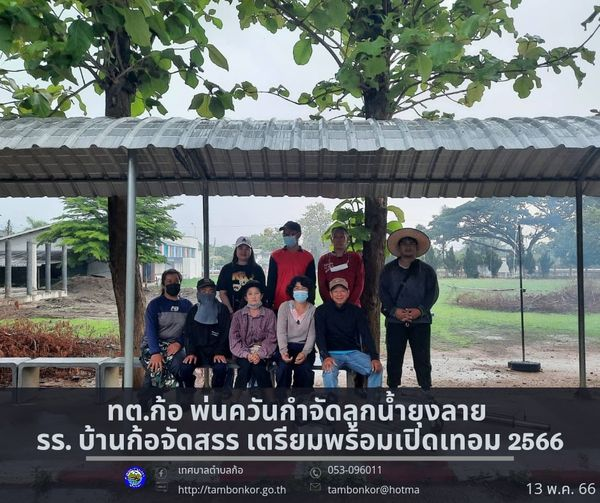 ทต.ก้อ พ่นควันกำจัดลูกน้ำยุงลาย
รร. บ้านก้อจัดสรร เตรียมพร้อมเปิดเทอม 2566
เทศบาลตำบลก้อ
053-096011
http://tambonkor.go.th
tambonkor@hotma
13 พ.ค. 66